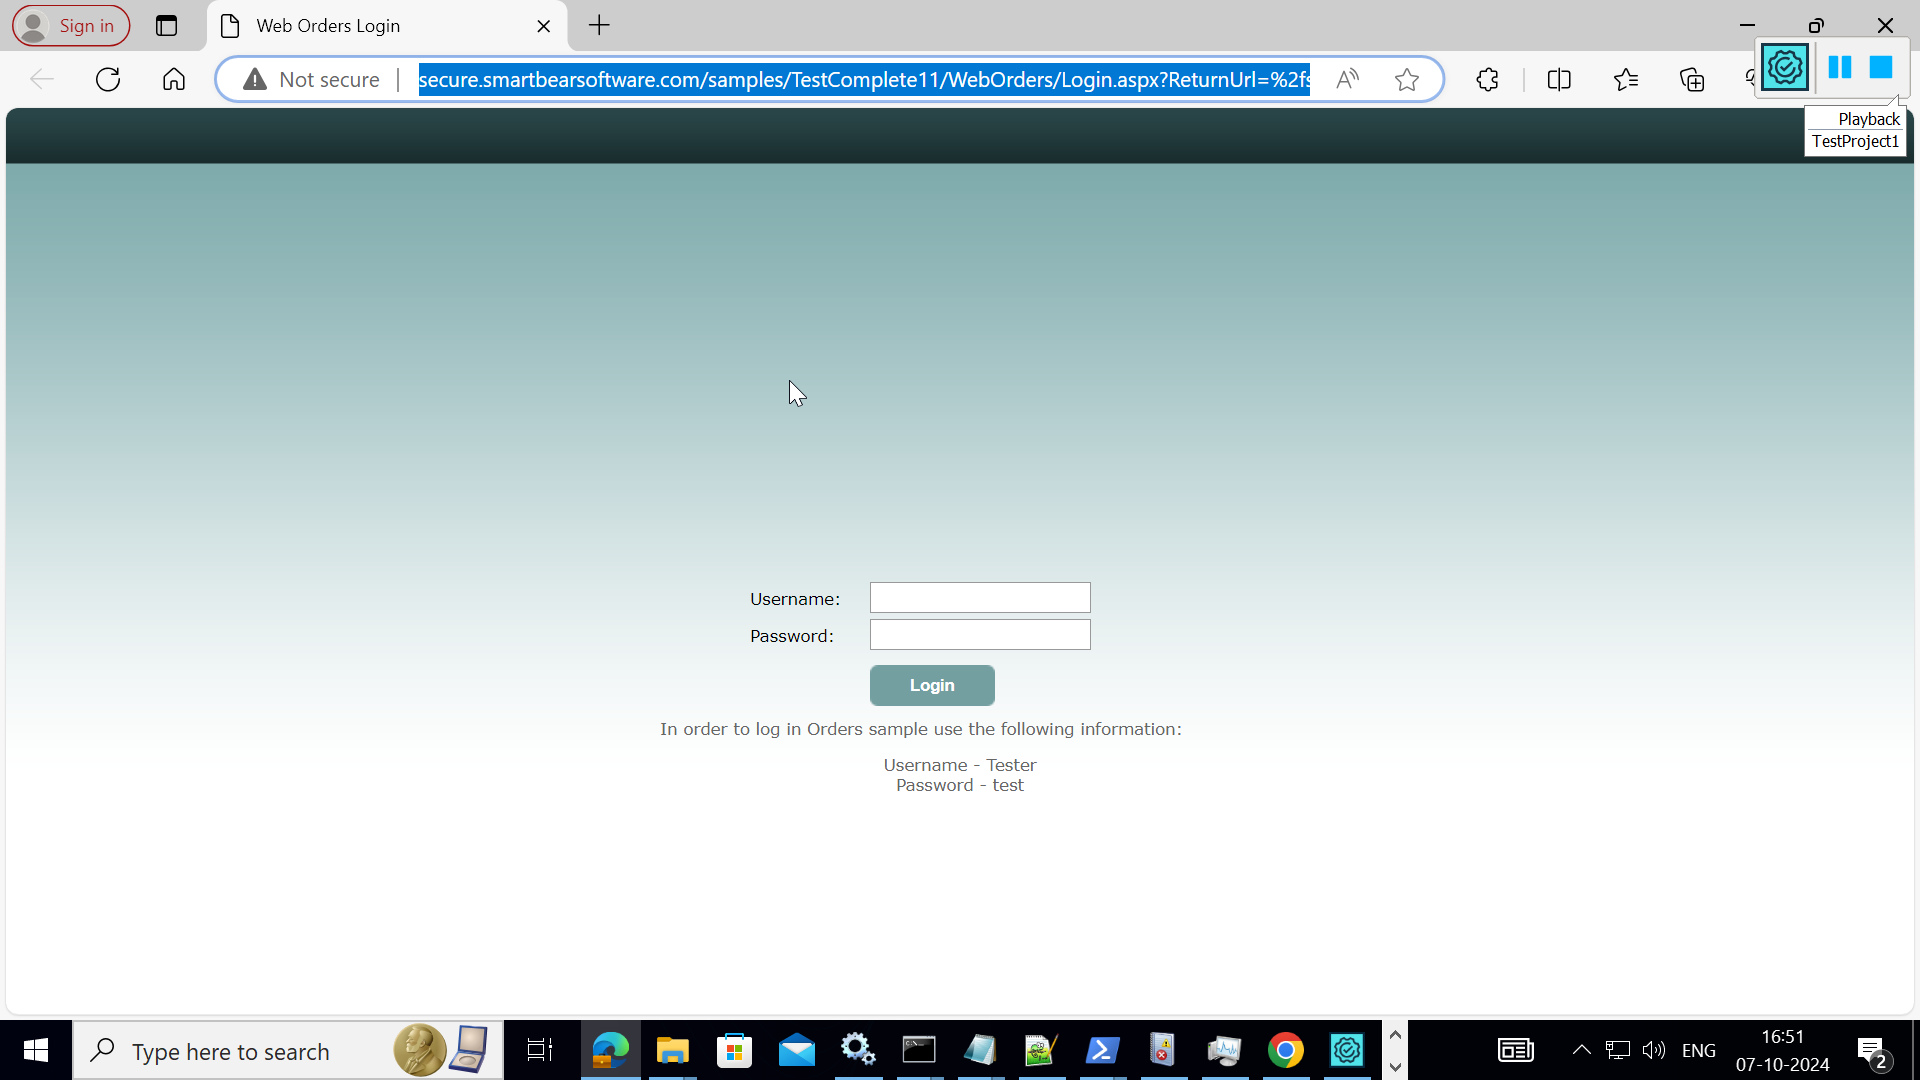 Sign in
Web Orders Login
Not secure
secure.smartbearsoftware.com/samples/TestComplete11/WebOrders/Login.aspx?ReturnUrl=%2fs
Playback
TestProject1
Username:
Password:
Login
In order to log in Orders sample use the following information:
Username - Tester
Password - test
Type here to search
ENG
16:51
07-10-2024
2